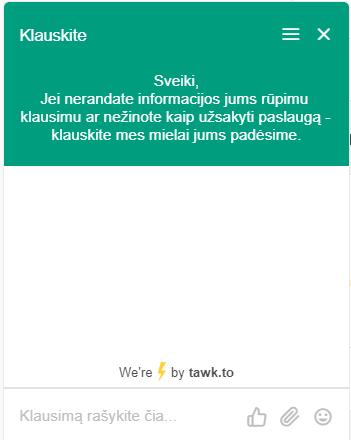 Klauskite
Sveiki,
Jei nerandate informacijos jums rūpimu
klausimu ar nežinote kaip užsakyti paslaugą -
klauskite mes mielai jums padėsime.
We're by tawk.to
Klausimą rašykite čia...